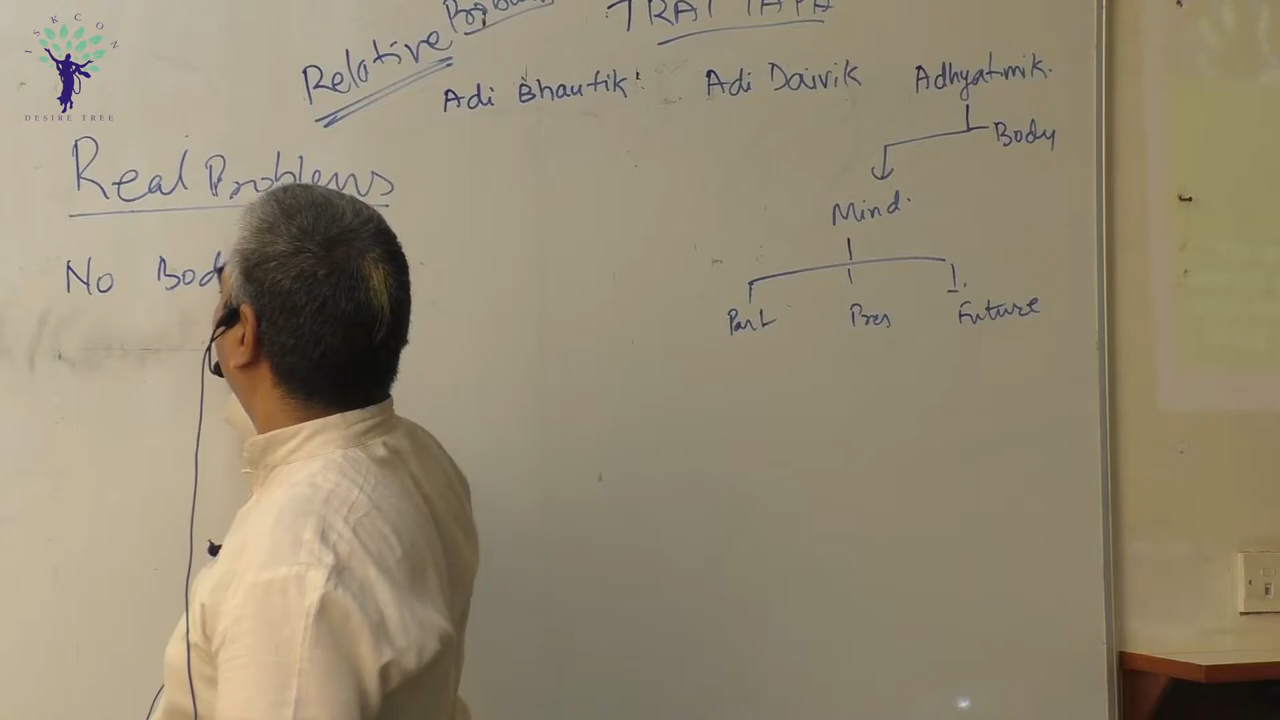 ISKCON
DESIRE TREE
Relative
TRAI TAPA
Adi Bhautik
Adi Daivik
Adhyatmik.
Body
Mind.
Past
Pres
Future
Real Problems
No Bod